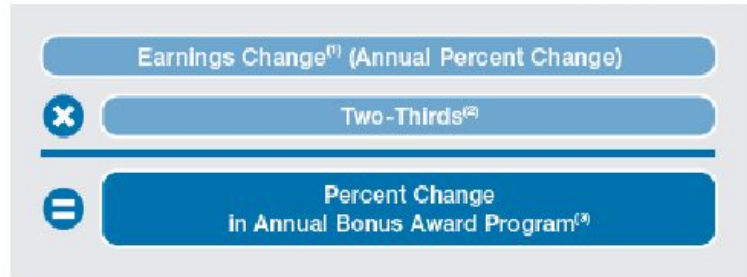 Earnings Change(1) (Annual Percent Change)
Two-Thirds(2)
Percent Change
in Annual Bonus Award Program(3)